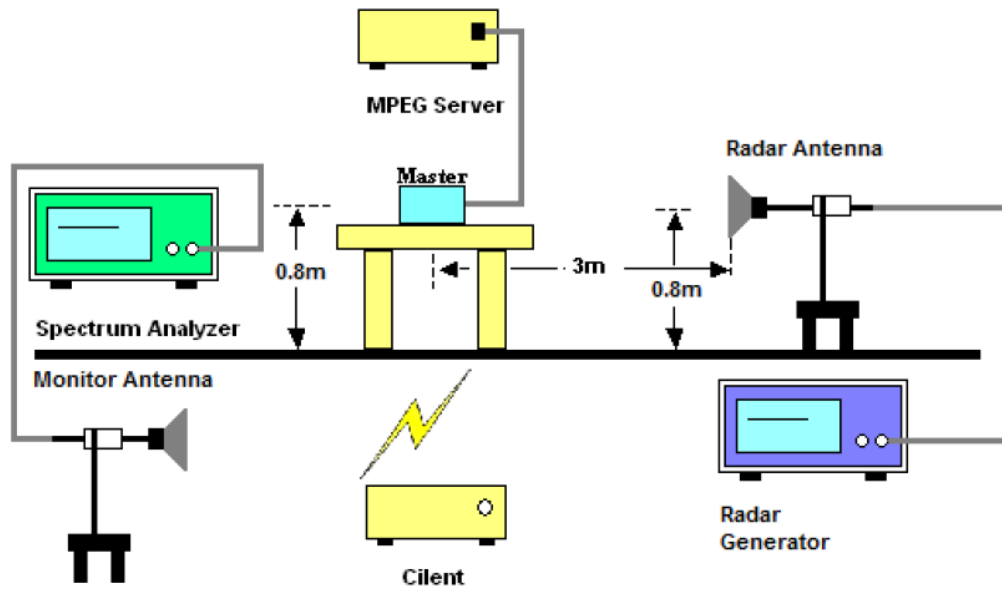 MPEG Server
Radar Antenna
Master
0.8m
3m
0.8m
Spectrum Analyzer
Monitor Antenna
Radar
Generator
Cilent